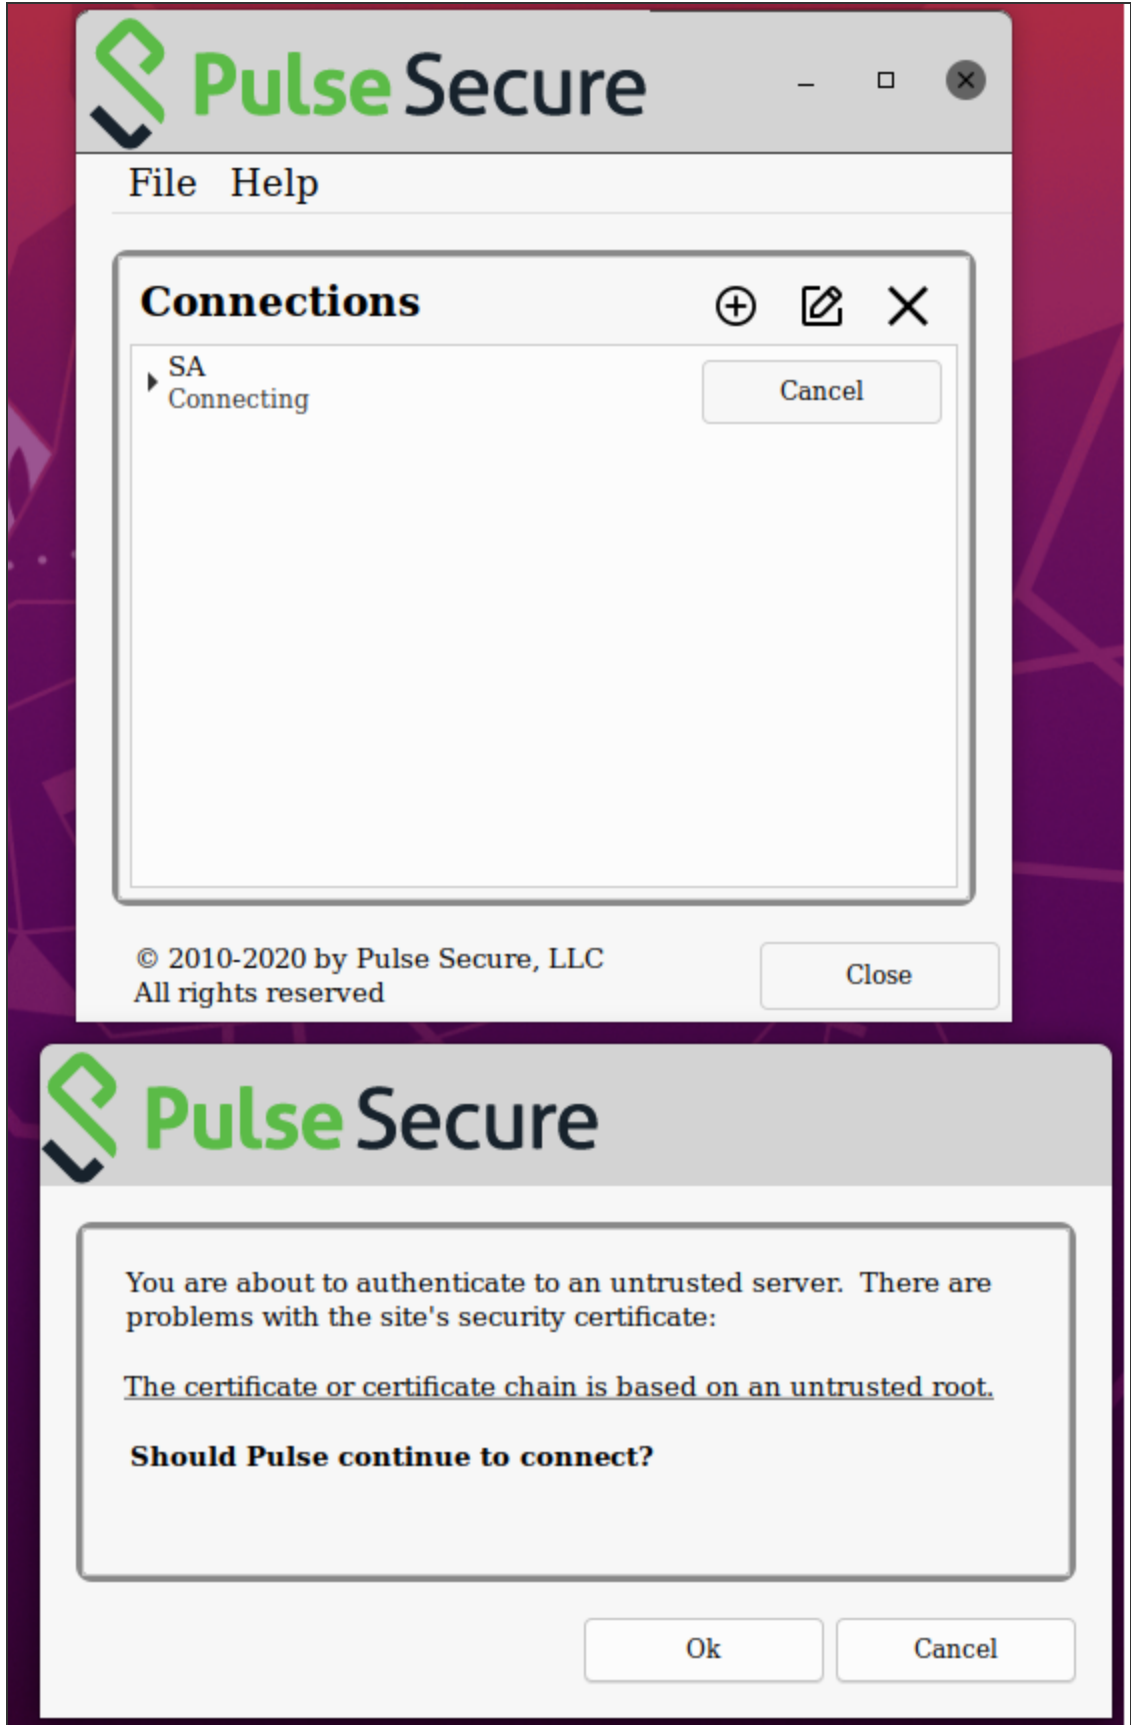 Pulse Secure
File Help
Connections
SA
Connecting
Cancel
© 2010-2020 by Pulse Secure, LLC
All rights reserved
Close
Pulse Secure
You are about to authenticate to an untrusted server.  There are
problems with the site's security certificate:
The certificate or certificate chain is based on an untrusted root.
Should Pulse continue to connect?
Ok Cancel